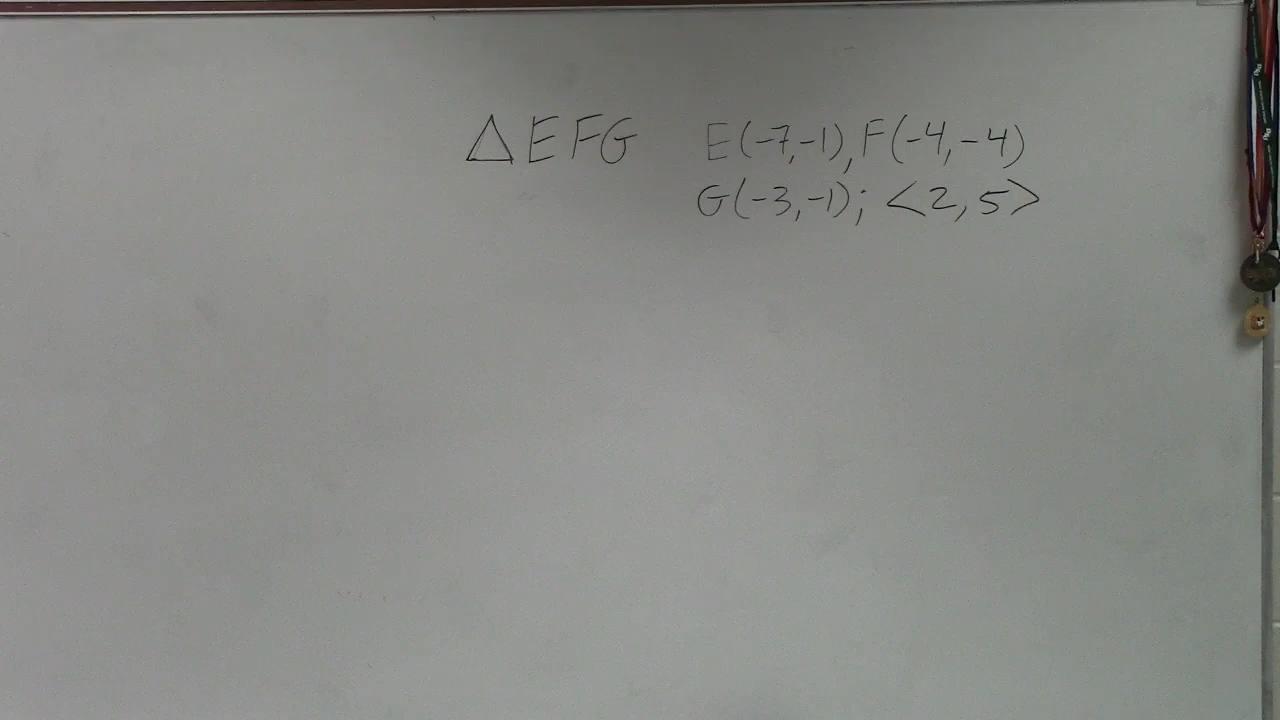 △EFG E(-7,-1), F(-4,-4)
G(-3,-1); <2,5>